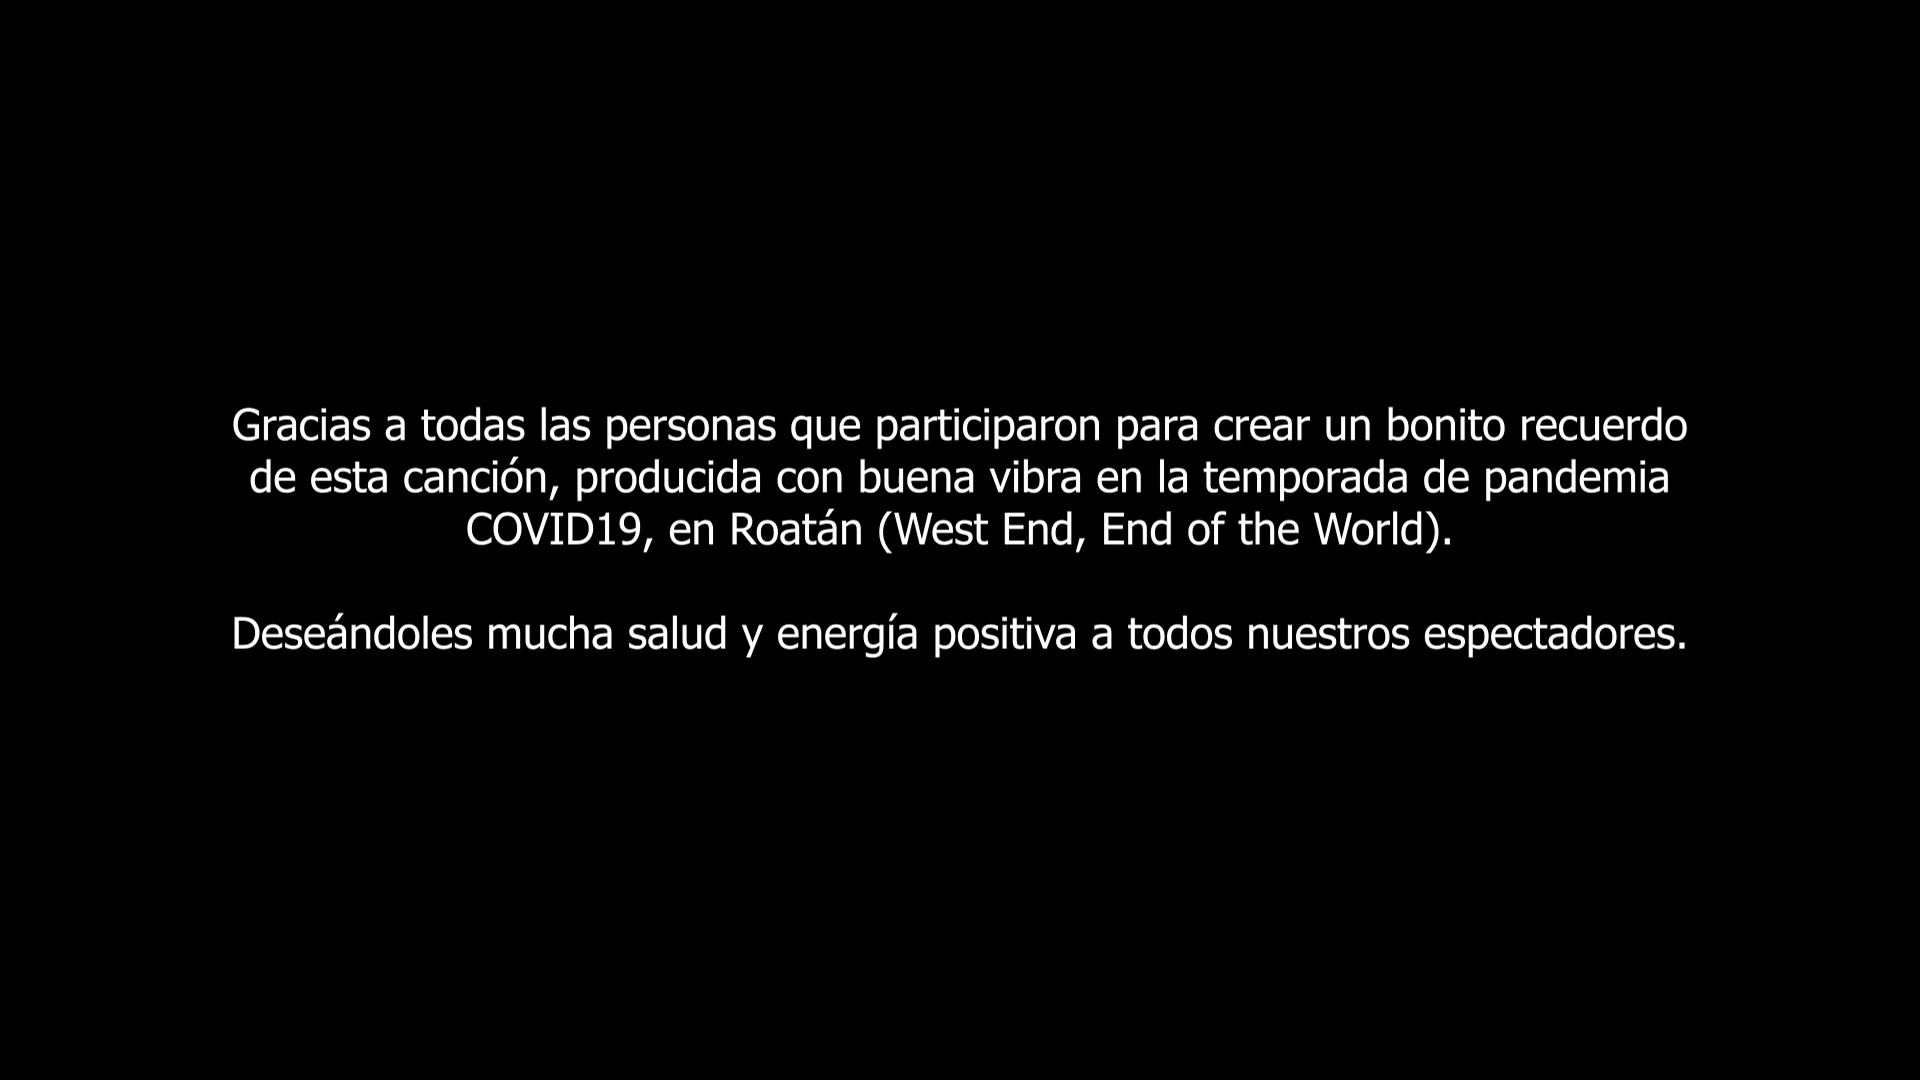 Gracias a todas las personas que participaron para crear un bonito recuerdo
de esta canción, producida con buena vibra en la temporada de pandemia
COVID19, en Roatán (West End, End of the World).
Deseándoles mucha salud y energía positiva a todos nuestros espectadores.